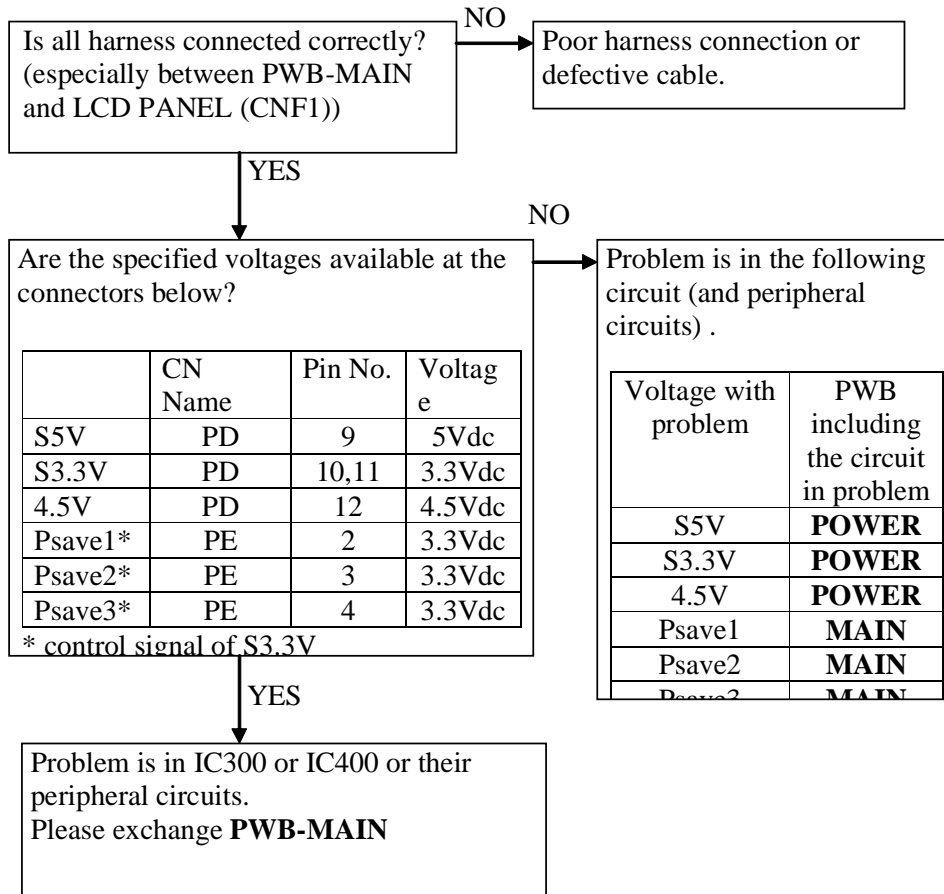 NO
Is all harness connected correctly?
(especially between PWB-MAIN
and LCD PANEL (CNF1))
Poor harness connection or
defective cable.
YES
NO
Are the specified voltages available at the
connectors below?
CN Name Pin No. Voltage
S5V PD 9 5Vdc
S3.3V PD 10,11 3.3Vdc
4.5V PD 12 4.5Vdc
Psave1* PE 2 3.3Vdc
Psave2* PE 3 3.3Vdc
Psave3* PE 4 3.3Vdc
* control signal of S3.3V
Problem is in the following
circuit (and peripheral
circuits) .
Voltage with PWB
problem including
the circuit
in problem
S5V POWER
S3.3V POWER
4.5V POWER
Psave1 MAIN
Psave2 MAIN
Psave3 MAIN
YES
Problem is in IC300 or IC400 or their
peripheral circuits.
Please exchange PWB-MAIN